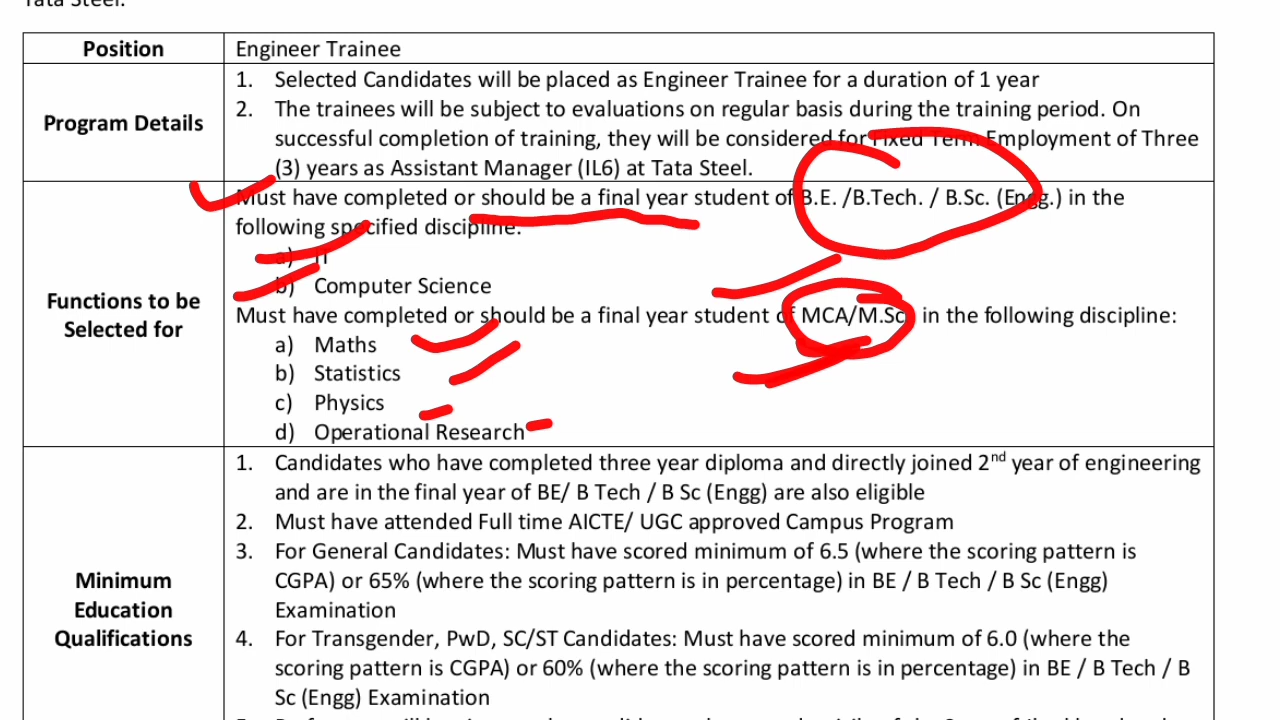 Tata Steel.
Position
Engineer Trainee
Program Details
1. Selected Candidates will be placed as Engineer Trainee for a duration of 1 year
2. The trainees will be subject to evaluations on regular basis during the training period. On
successful completion of training, they will be considered for Fixed Term Employment of Three
(3) years as Assistant Manager (IL6) at Tata Steel.
Functions to be
Selected for
Must have completed or should be a final year student of B.E. /B.Tech. / B.Sc. (Engg.) in the
following specified discipline:
a) IT
b) Computer Science
Must have completed or should be a final year student of MCA/M.Sc. in the following discipline:
a) Maths
b) Statistics
c) Physics
d) Operational Research
Minimum
Education
Qualifications
1. Candidates who have completed three year diploma and directly joined 2nd year of engineering
and are in the final year of BE/ B Tech / B Sc (Engg) are also eligible
2. Must have attended Full time AICTE/ UGC approved Campus Program
3. For General Candidates: Must have scored minimum of 6.5 (where the scoring pattern is
CGPA) or 65% (where the scoring pattern is in percentage) in BE / B Tech / B Sc (Engg)
Examination
4. For Transgender, PwD, SC/ST Candidates: Must have scored minimum of 6.0 (where the
scoring pattern is CGPA) or 60% (where the scoring pattern is in percentage) in BE / B Tech / B
Sc (Engg) Examination